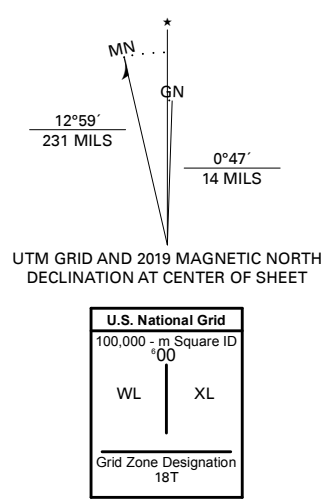 ★
MN
GN
12°59´
231 MILS
0°47´
14 MILS
UTM GRID AND 2019 MAGNETIC NORTH
DECLINATION AT CENTER OF SHEET
U.S. National Grid
100,000 - m Square ID
⁶00
WL XL
Grid Zone Designation
18T